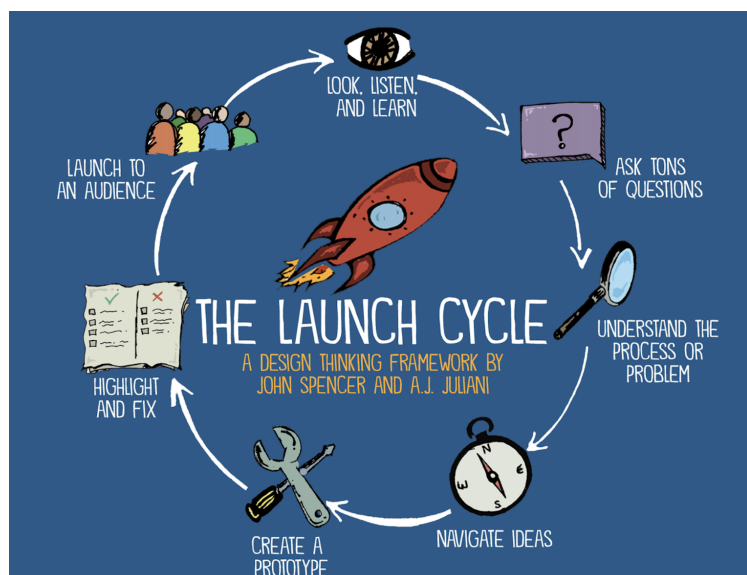 LOOK, LISTEN,
AND LEARN
?
ASK TONS
OF QUESTIONS
UNDERSTAND THE
PROCESS OR
PROBLEM
N
W
E
S
NAVIGATE IDEAS
CREATE A
PROTOTYPE
HIGHLIGHT
AND FIX
LAUNCH TO
AN AUDIENCE
THE LAUNCH CYCLE
A DESIGN THINKING FRAMEWORK BY
JOHN SPENCER AND A.J. JULIANI